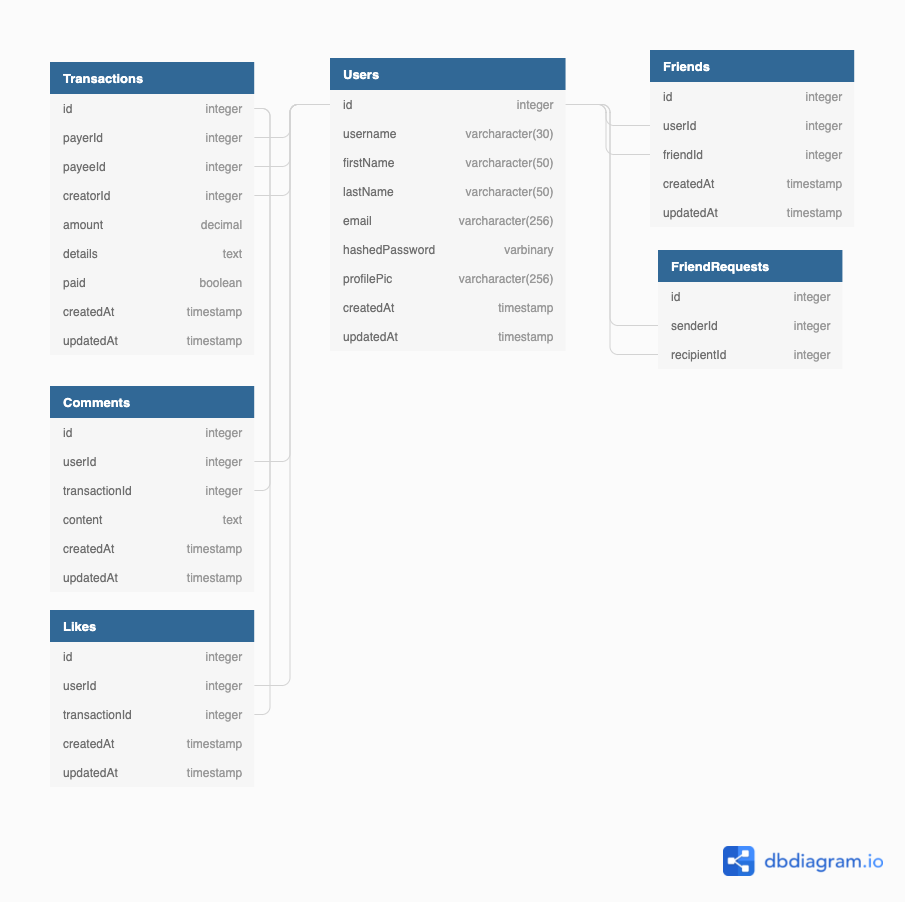 Transactions
id integer
payerId integer
payeeId integer
creatorId integer
amount decimal
details text
paid boolean
createdAt timestamp
updatedAt timestamp
Comments
id integer
userId integer
transactionId integer
content text
createdAt timestamp
updatedAt timestamp
Likes
id integer
userId integer
transactionId integer
createdAt timestamp
updatedAt timestamp
Users
id integer
username varcharacter(30)
firstName varcharacter(50)
lastName varcharacter(50)
email varcharacter(256)
hashedPassword varbinary
profilePic varcharacter(256)
createdAt timestamp
updatedAt timestamp
Friends
id integer
userId integer
friendId integer
createdAt timestamp
updatedAt timestamp
FriendRequests
id integer
senderId integer
recipientId integer
dbdiagram.io